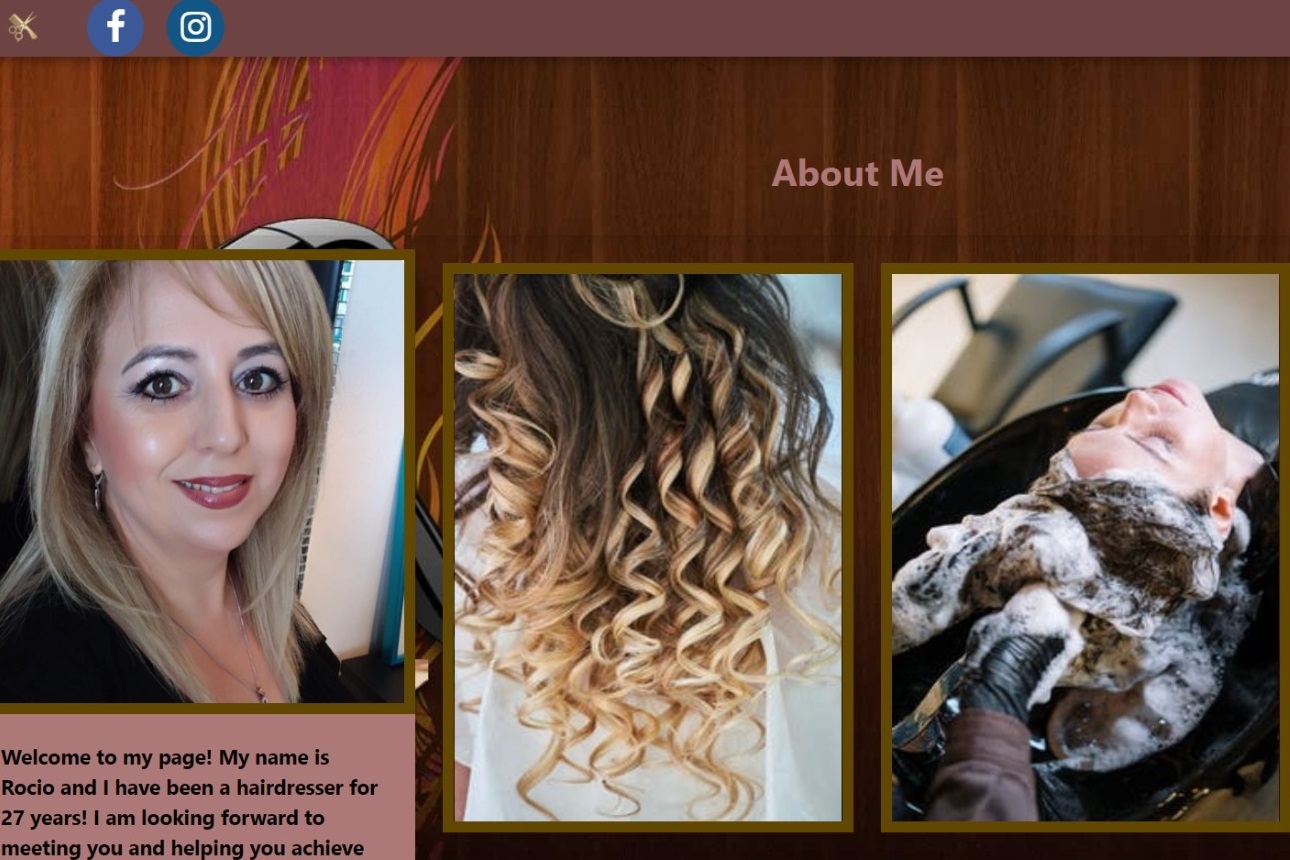 About Me
Welcome to my page! My name is
Rocio and I have been a hairdresser for
27 years! I am looking forward to
meeting you and helping you achieve